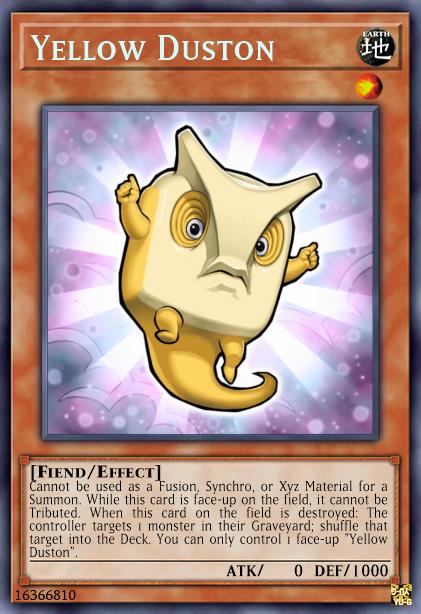 Yellow Duston
EARTH
地
[Fiend/Effect]
Cannot be used as a Fusion, Synchro, or Xyz Material for a
Summon. While this card is face-up on the field, it cannot be
Tributed. When this card on the field is destroyed: The
controller targets 1 monster in their Graveyard; shuffle that
target into the Deck. You can only control 1 face-up "Yellow
Duston".
ATK/ 0 DEF/1000
16366810